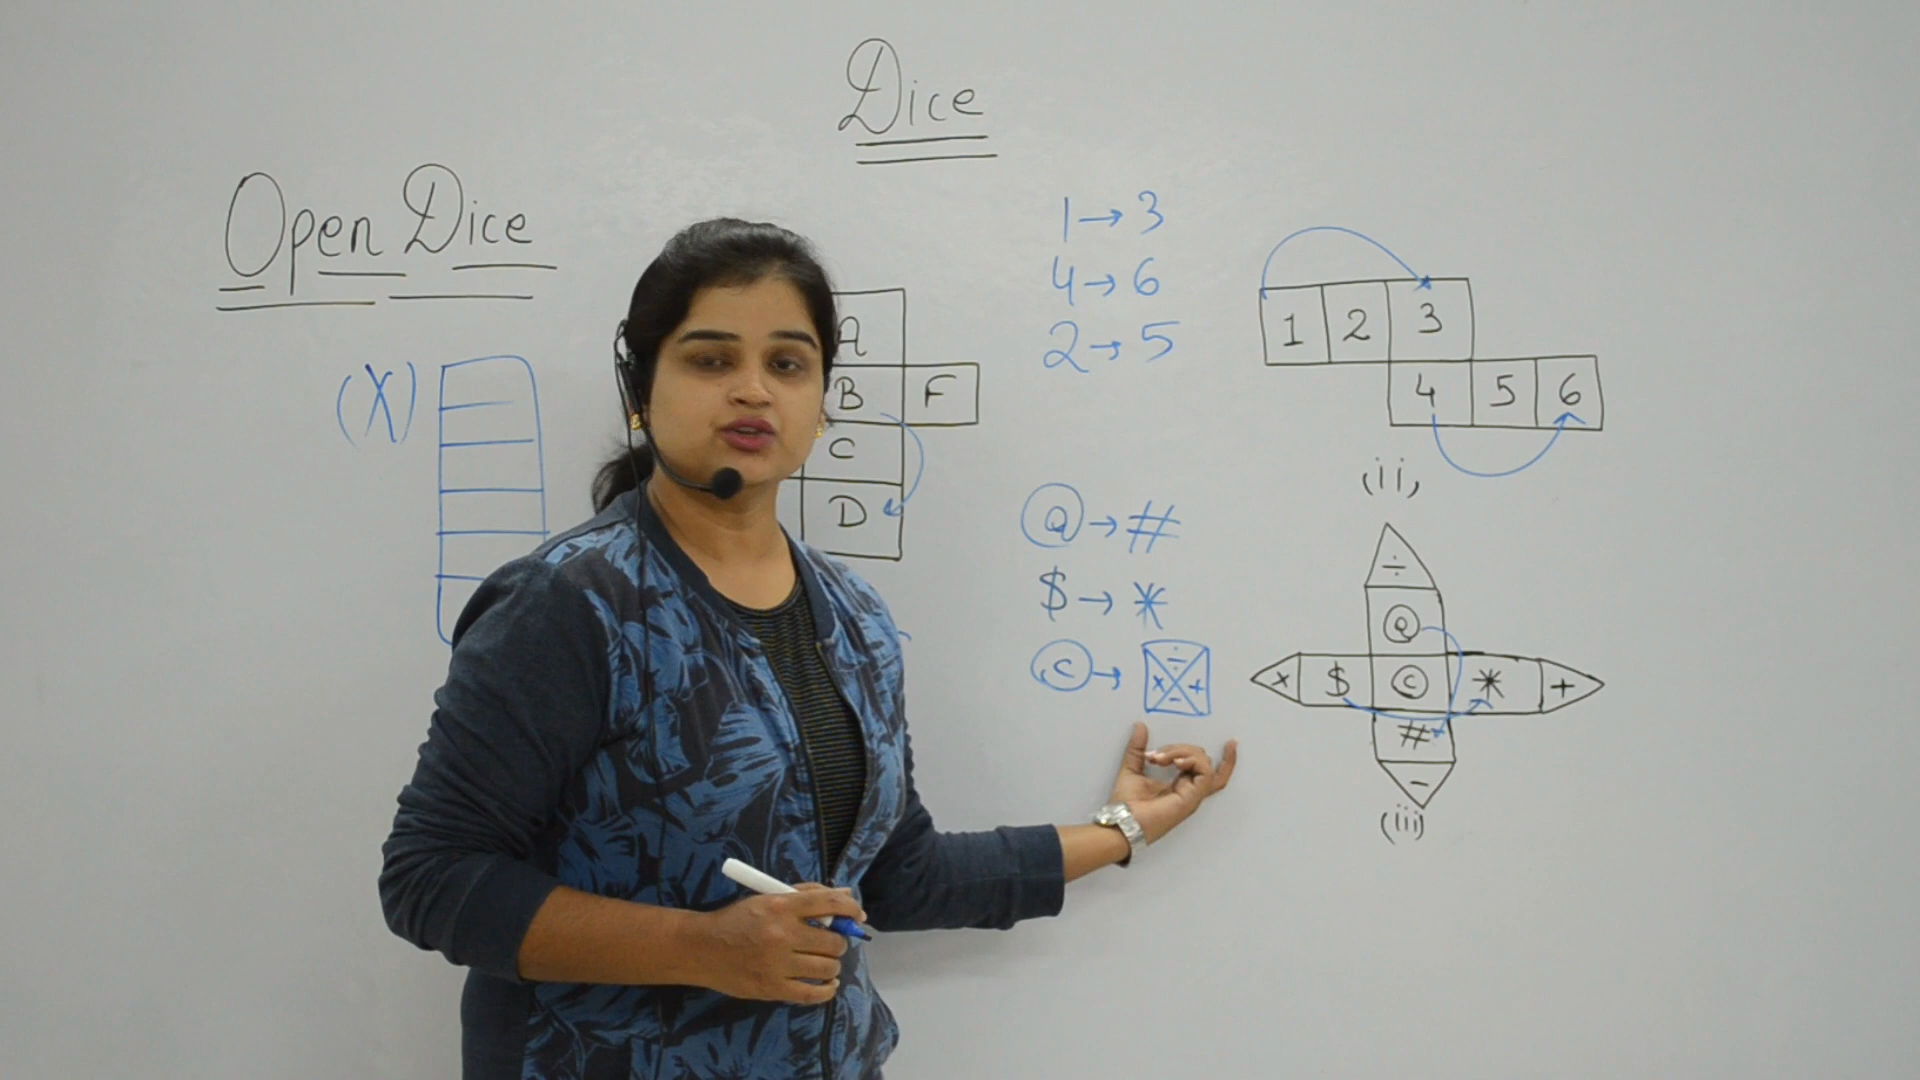 Dice
Open Dice
(X)
A
B F
C
D
1 → 3
4 → 6
2 → 5
1 2 3
4 5 6
(ii)
Q → #
$ → *
C → ÷ × + −
÷
Q
× $ C * +
#
−
(iii)